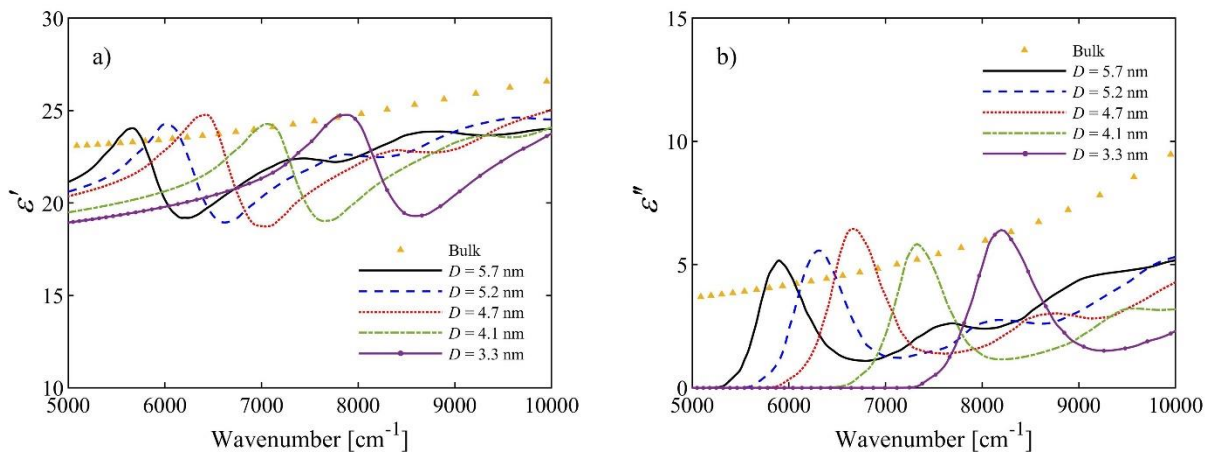 a)
30
25
20
15
10
ε′
Bulk
D = 5.7 nm
D = 5.2 nm
D = 4.7 nm
D = 4.1 nm
D = 3.3 nm
5000 6000 7000 8000 9000 10000
Wavenumber [cm⁻¹]
b)
15
10
5
0
ε″
Bulk
D = 5.7 nm
D = 5.2 nm
D = 4.7 nm
D = 4.1 nm
D = 3.3 nm
5000 6000 7000 8000 9000 10000
Wavenumber [cm⁻¹]